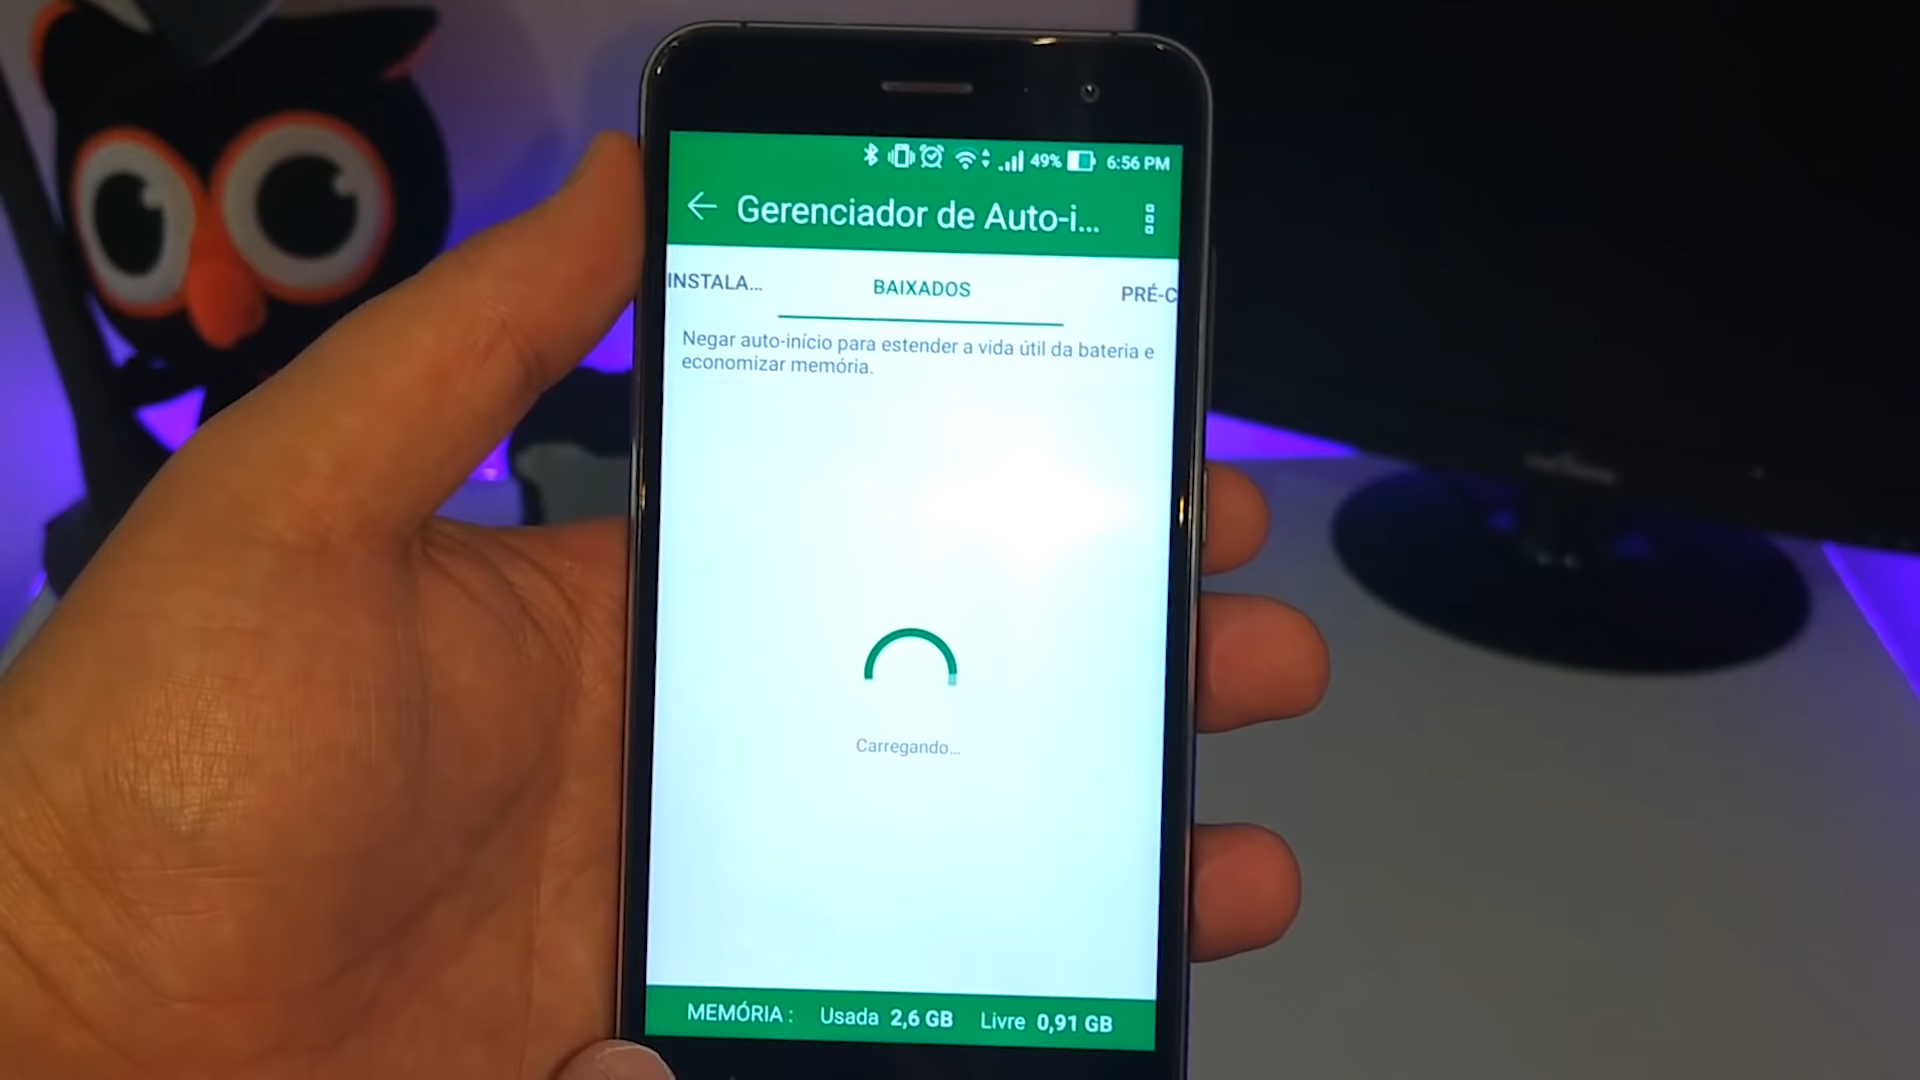 49% 6:56 PM
Gerenciador de Auto-i...
INSTALA... BAIXADOS PRÉ-C
Negar auto-início para estender a vida útil da bateria e
economizar memória.
Carregando...
MEMÓRIA : Usada 2,6 GB Livre 0,91 GB